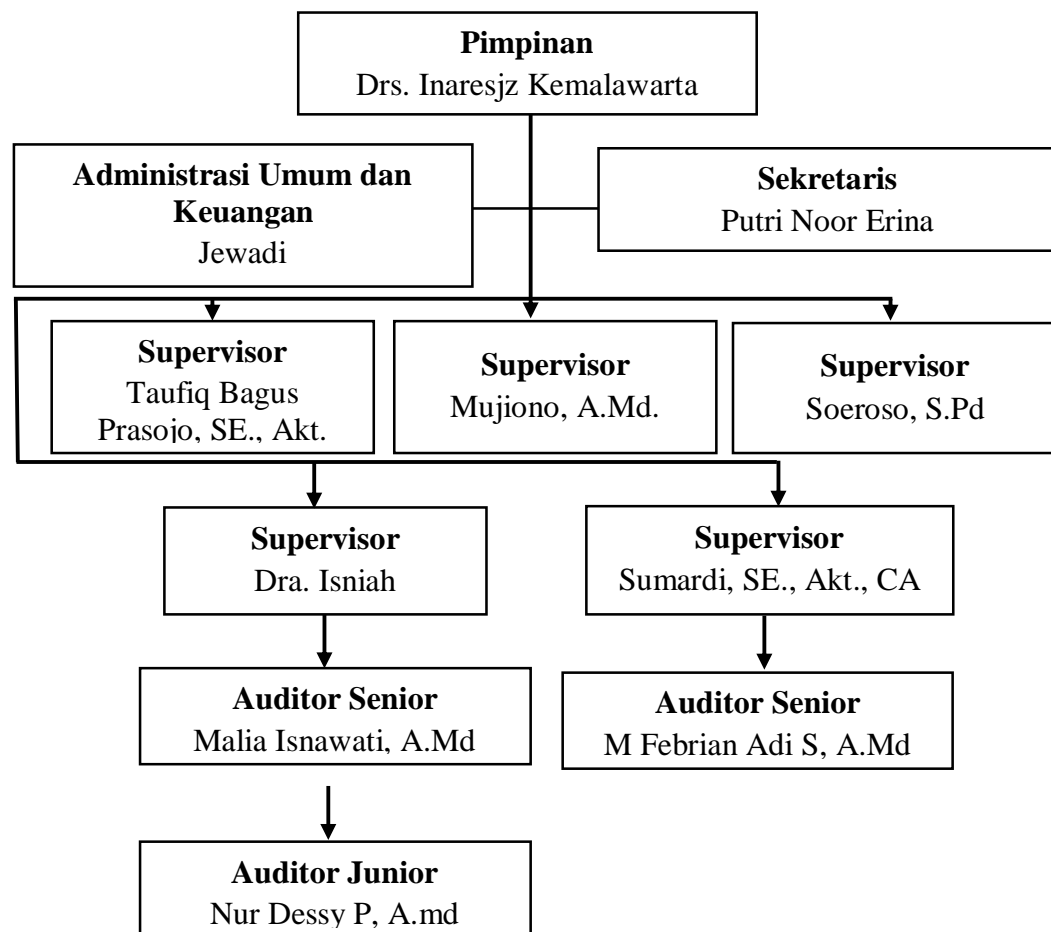 Pimpinan
Drs. Inaresjz Kemalawarta
Administrasi Umum dan
Keuangan
Jewadi
Sekretaris
Putri Noor Erina
Supervisor
Taufiq Bagus
Prasojo, SE., Akt.
Supervisor
Mujiono, A.Md.
Supervisor
Soeroso, S.Pd
Supervisor
Dra. Isniah
Supervisor
Sumardi, SE., Akt., CA
Auditor Senior
Malia Isnawati, A.Md
Auditor Senior
M Febrian Adi S, A.Md
Auditor Junior
Nur Dessy P, A.md